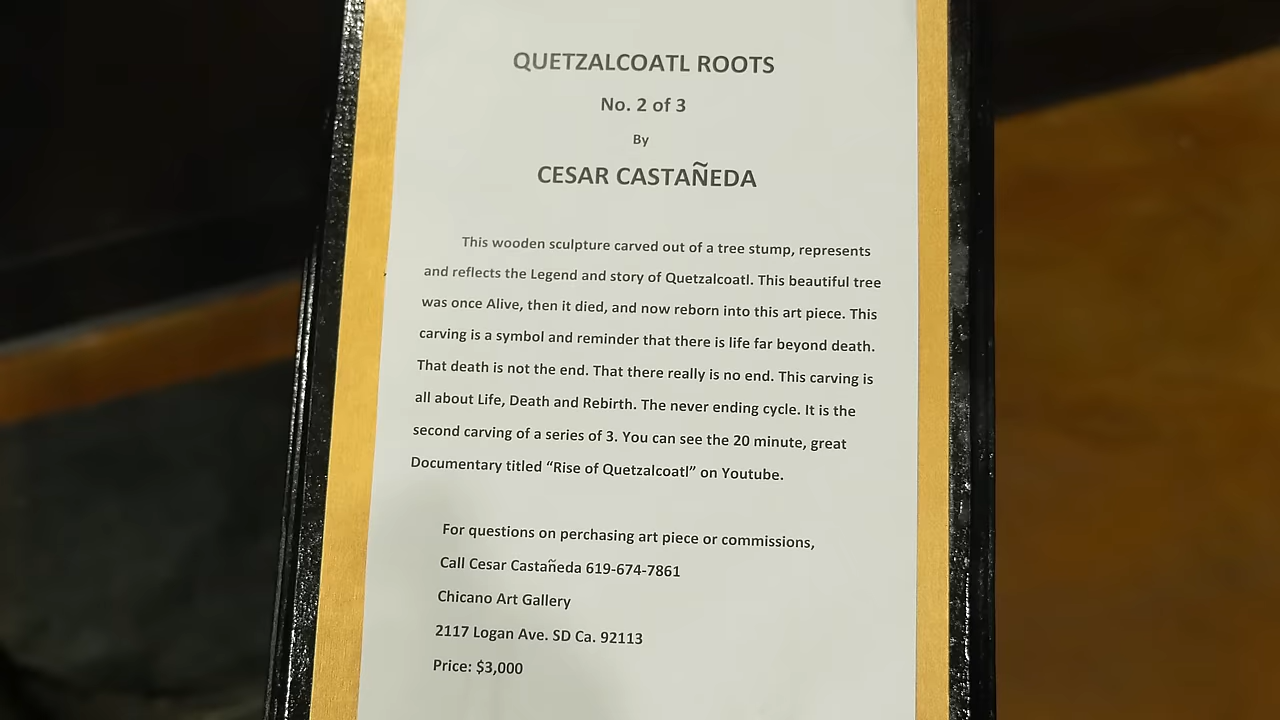 QUETZALCOATL ROOTS
No. 2 of 3
By
CESAR CASTAÑEDA
This wooden sculpture carved out of a tree stump, represents
and reflects the Legend and story of Quetzalcoatl. This beautiful tree
was once Alive, then it died, and now reborn into this art piece. This
carving is a symbol and reminder that there is life far beyond death.
That death is not the end. That there really is no end. This carving is
all about Life, Death and Rebirth. The never ending cycle. It is the
second carving of a series of 3. You can see the 20 minute, great
Documentary titled “Rise of Quetzalcoatl” on Youtube.
For questions on perchasing art piece or commissions,
Call Cesar Castañeda 619-674-7861
Chicano Art Gallery
2117 Logan Ave. SD Ca. 92113
Price: $3,000